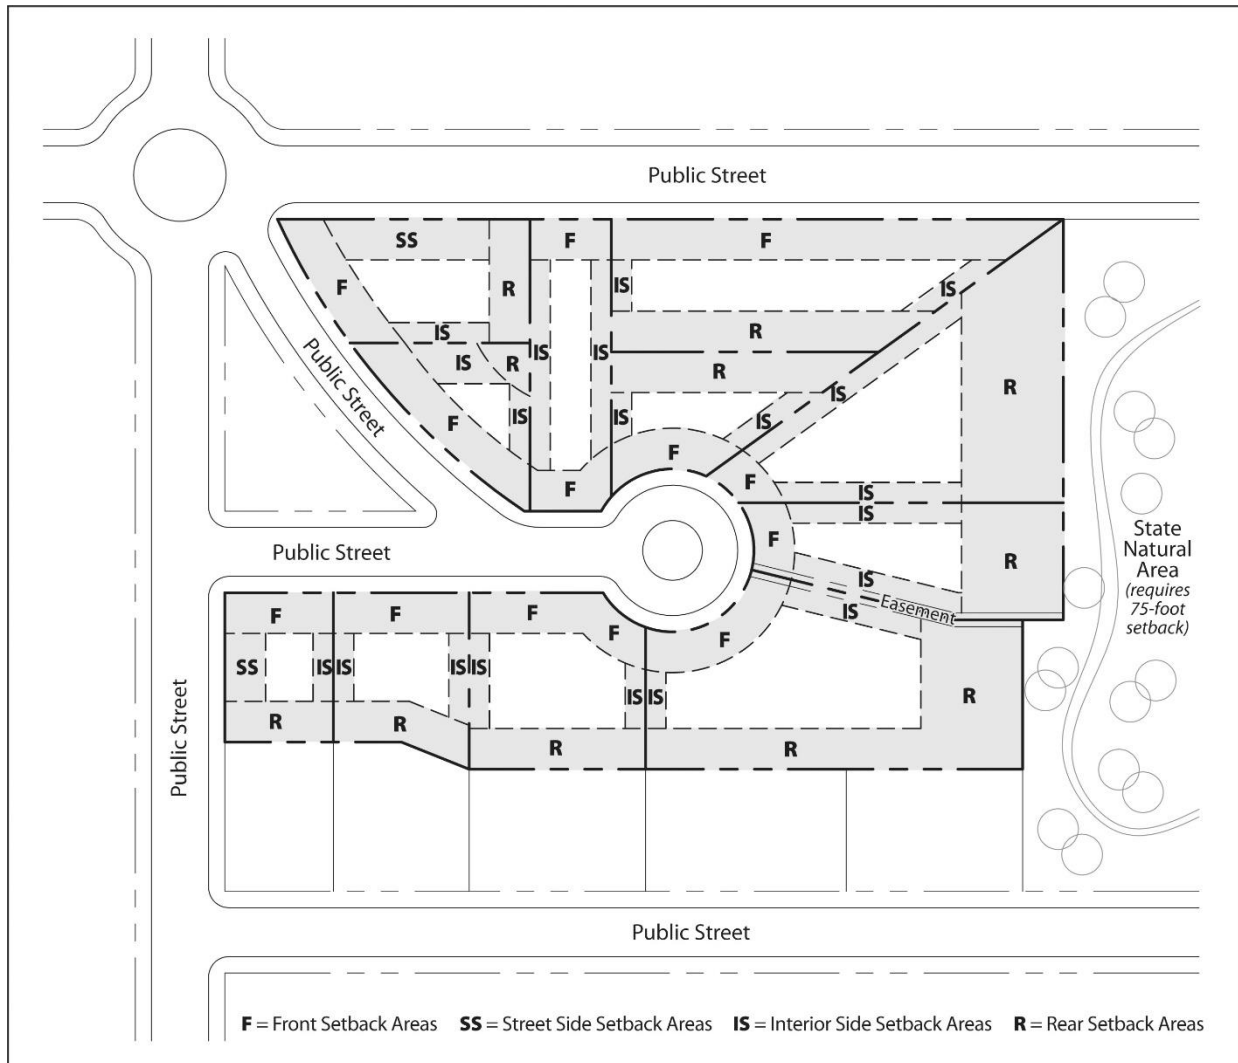 Public Street
SS
F
F
F
R
IS
IS
IS
R
IS
IS
IS
R
R
IS
IS
IS
IS
IS
F
F
F
F
F
IS
IS
R
R
F
IS
IS
Easement
Public Street
Public Street
State
Natural
Area
(requires
75-foot
setback)
F
F
F
F
F
SS
IS
IS
IS
IS
IS
IS
R
R
R
R
R
Public Street
Public Street
F = Front Setback Areas SS = Street Side Setback Areas IS = Interior Side Setback Areas R = Rear Setback Areas